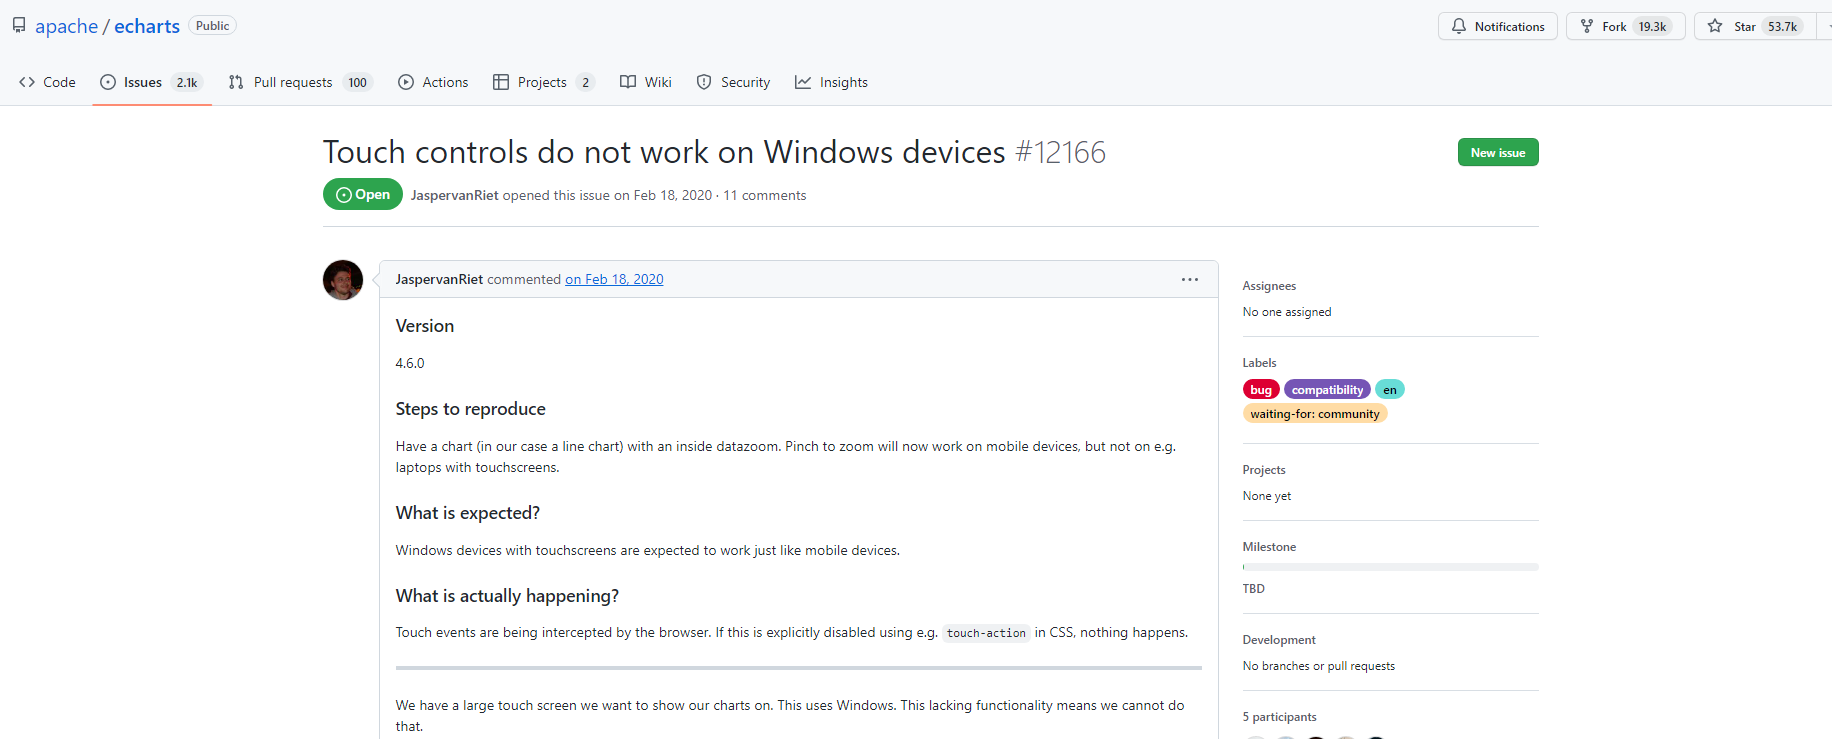 apache / echarts Public
Notifications Fork 19.3k Star 53.7k
Code Issues 2.1k Pull requests 100 Actions Projects 2 Wiki Security Insights
Touch controls do not work on Windows devices #12166
New issue
Open JaspervanRiet opened this issue on Feb 18, 2020 · 11 comments
JaspervanRiet commented on Feb 18, 2020
Version
4.6.0
Steps to reproduce
Have a chart (in our case a line chart) with an inside datazoom. Pinch to zoom will now work on mobile devices, but not on e.g.
laptops with touchscreens.
What is expected?
Windows devices with touchscreens are expected to work just like mobile devices.
What is actually happening?
Touch events are being intercepted by the browser. If this is explicitly disabled using e.g. touch-action in CSS, nothing happens.
We have a large touch screen we want to show our charts on. This uses Windows. This lacking functionality means we cannot do
that.
Assignees
No one assigned
Labels
bug compatibility en
waiting-for: community
Projects
None yet
Milestone
TBD
Development
No branches or pull requests
5 participants